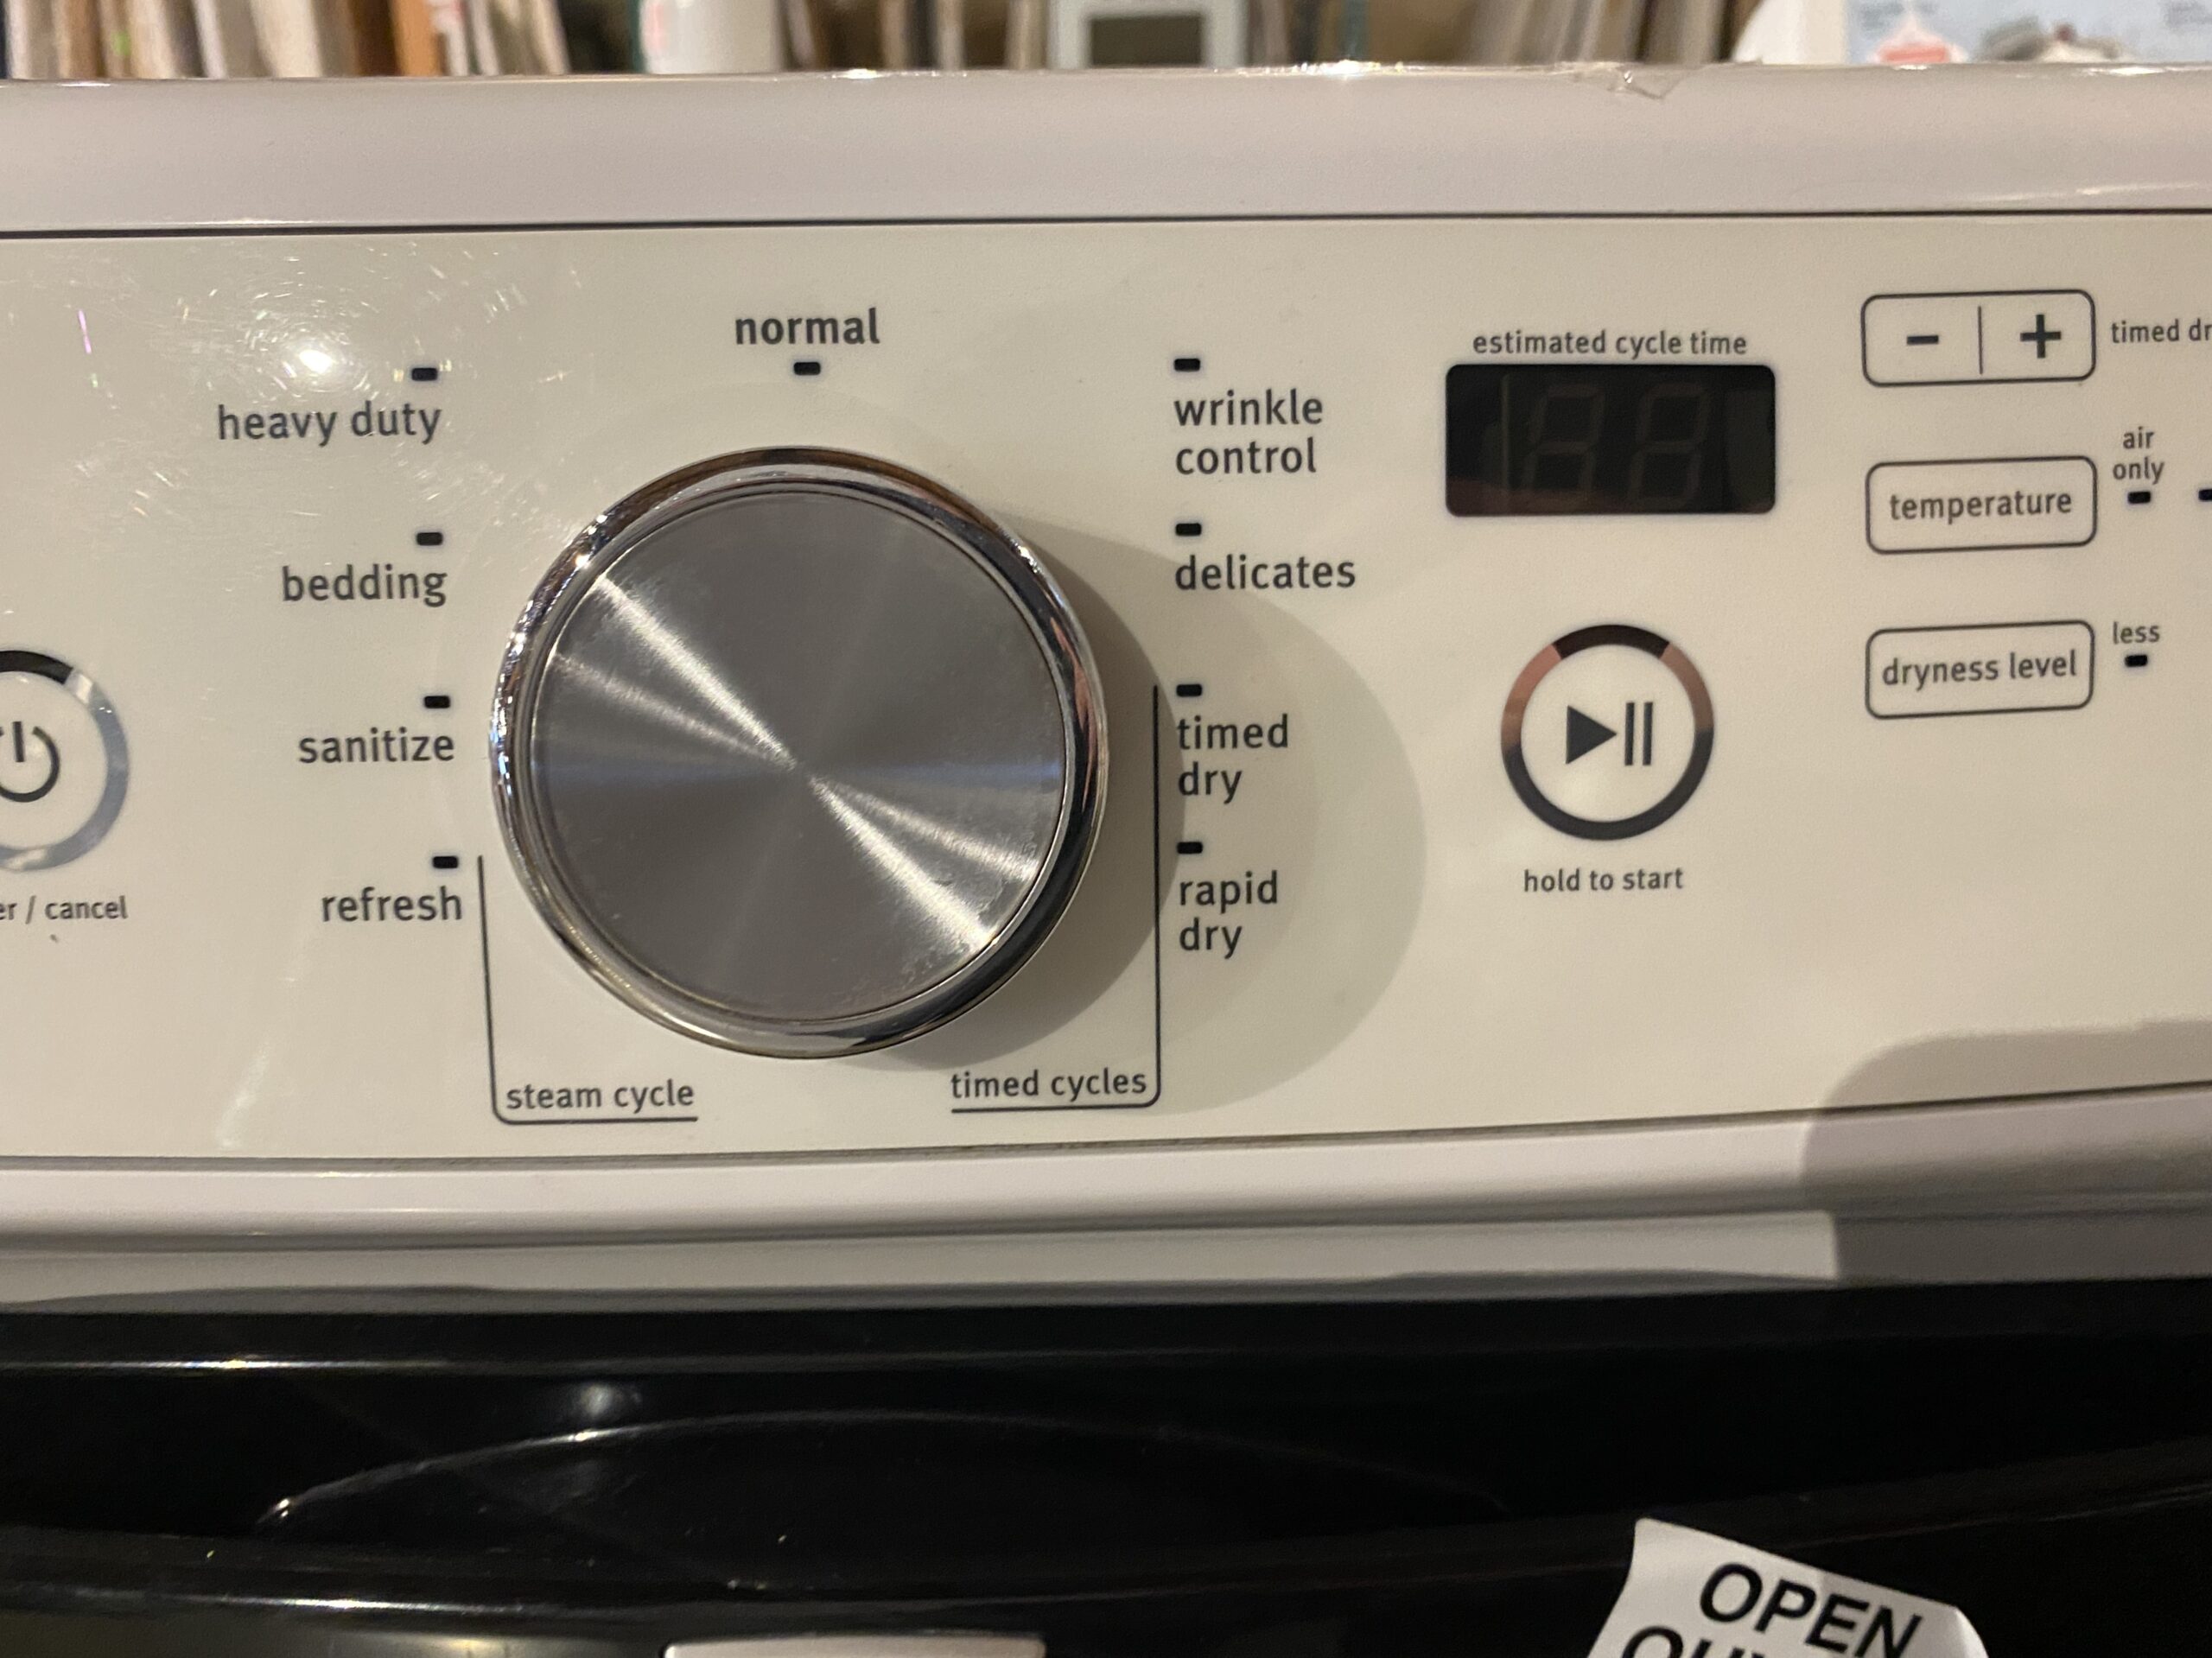 normal
heavy duty
bedding
sanitize
refresh
steam cycle
wrinkle
control
delicates
timed
dry
rapid
dry
timed cycles
estimated cycle time
hold to start
/ cancel
timed
air
only
temperature
less
dryness level
OPEN